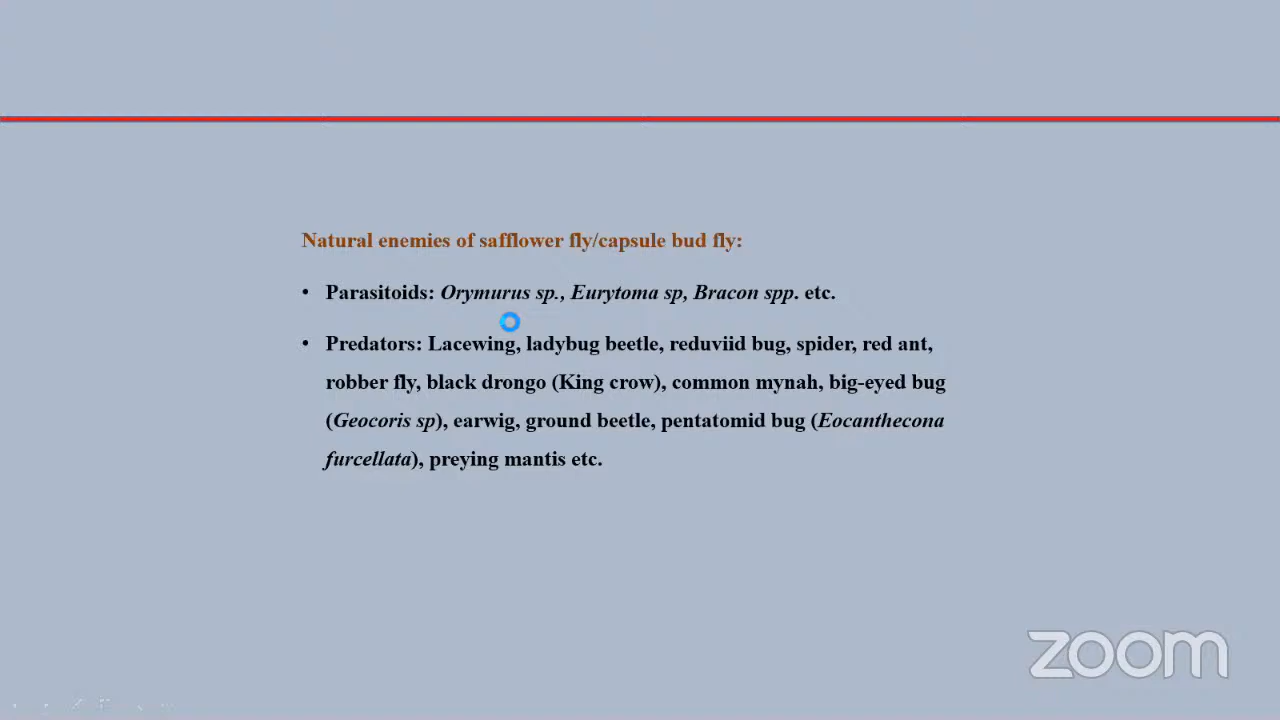 Natural enemies of safflower fly/capsule bud fly:
• Parasitoids: Orymurus sp., Eurytoma sp, Bracon spp. etc.
• Predators: Lacewing, ladybug beetle, reduviid bug, spider, red ant,
robber fly, black drongo (King crow), common mynah, big-eyed bug
(Geocoris sp), earwig, ground beetle, pentatomid bug (Eocanthecona
furcellata), preying mantis etc.
zoom